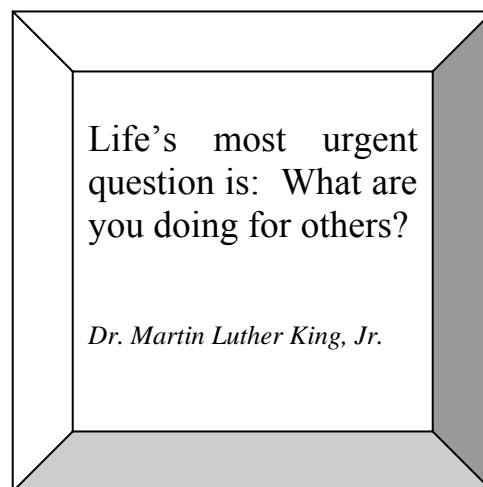 Life’s most urgent
question is:  What are
you doing for others?
Dr. Martin Luther King, Jr.